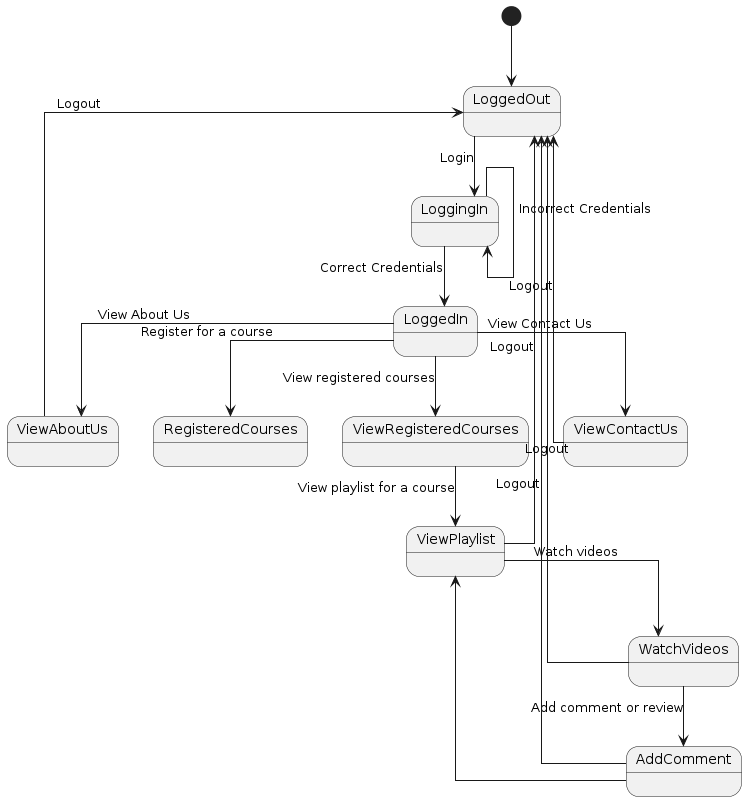 LoggedOut
Logout
Login
LoggingIn
Incorrect Credentials
Correct Credentials
Logout
LoggedIn
View About Us
View Contact Us
Register for a course
Logout
View registered courses
ViewAboutUs
RegisteredCourses
ViewRegisteredCourses
ViewContactUs
Logout
View playlist for a course
Logout
ViewPlaylist
Watch videos
WatchVideos
Add comment or review
AddComment